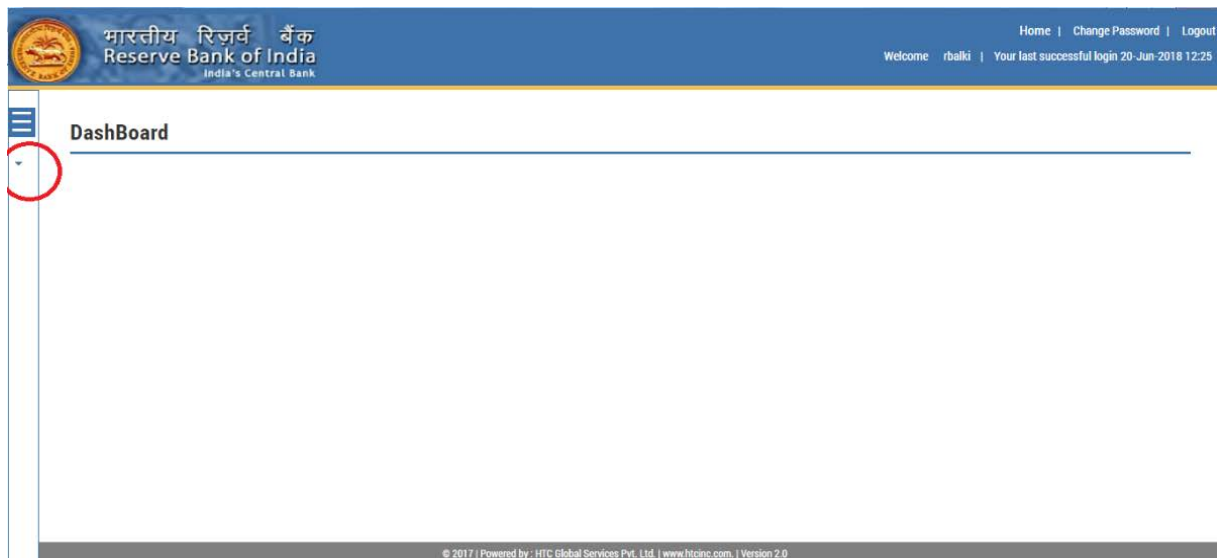 भारतीय रिज़र्व बैंक
Reserve Bank of India
India's Central Bank
Home | Change Password | Logout
Welcome rbalki | Your last successful login 20-Jun-2018 12:25
DashBoard
© 2017 | Powered by : HTC Global Services Pvt. Ltd. | www.htcinc.com. | Version 2.0